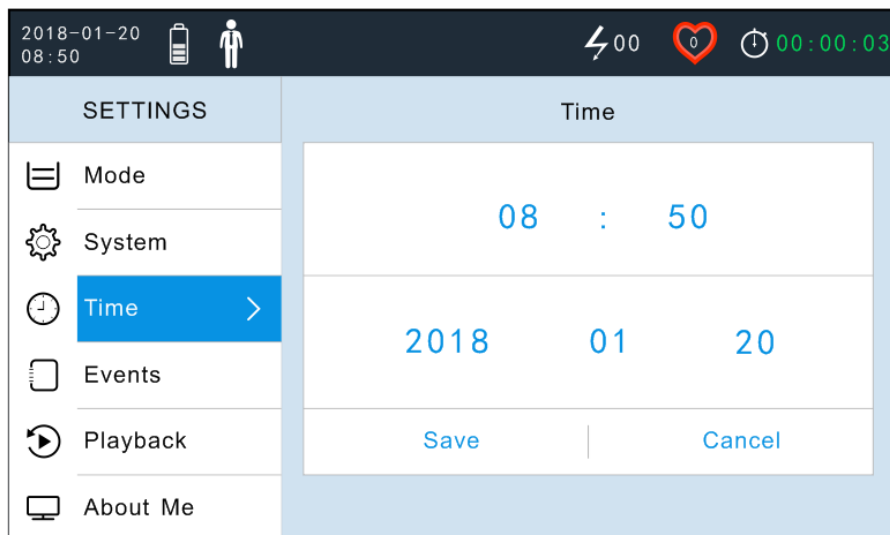 2018-01-20
08:50
00
0
00:00:03
SETTINGS
Mode
System
Time
Events
Playback
About Me
Time
08 : 50
2018 01 20
Save
Cancel